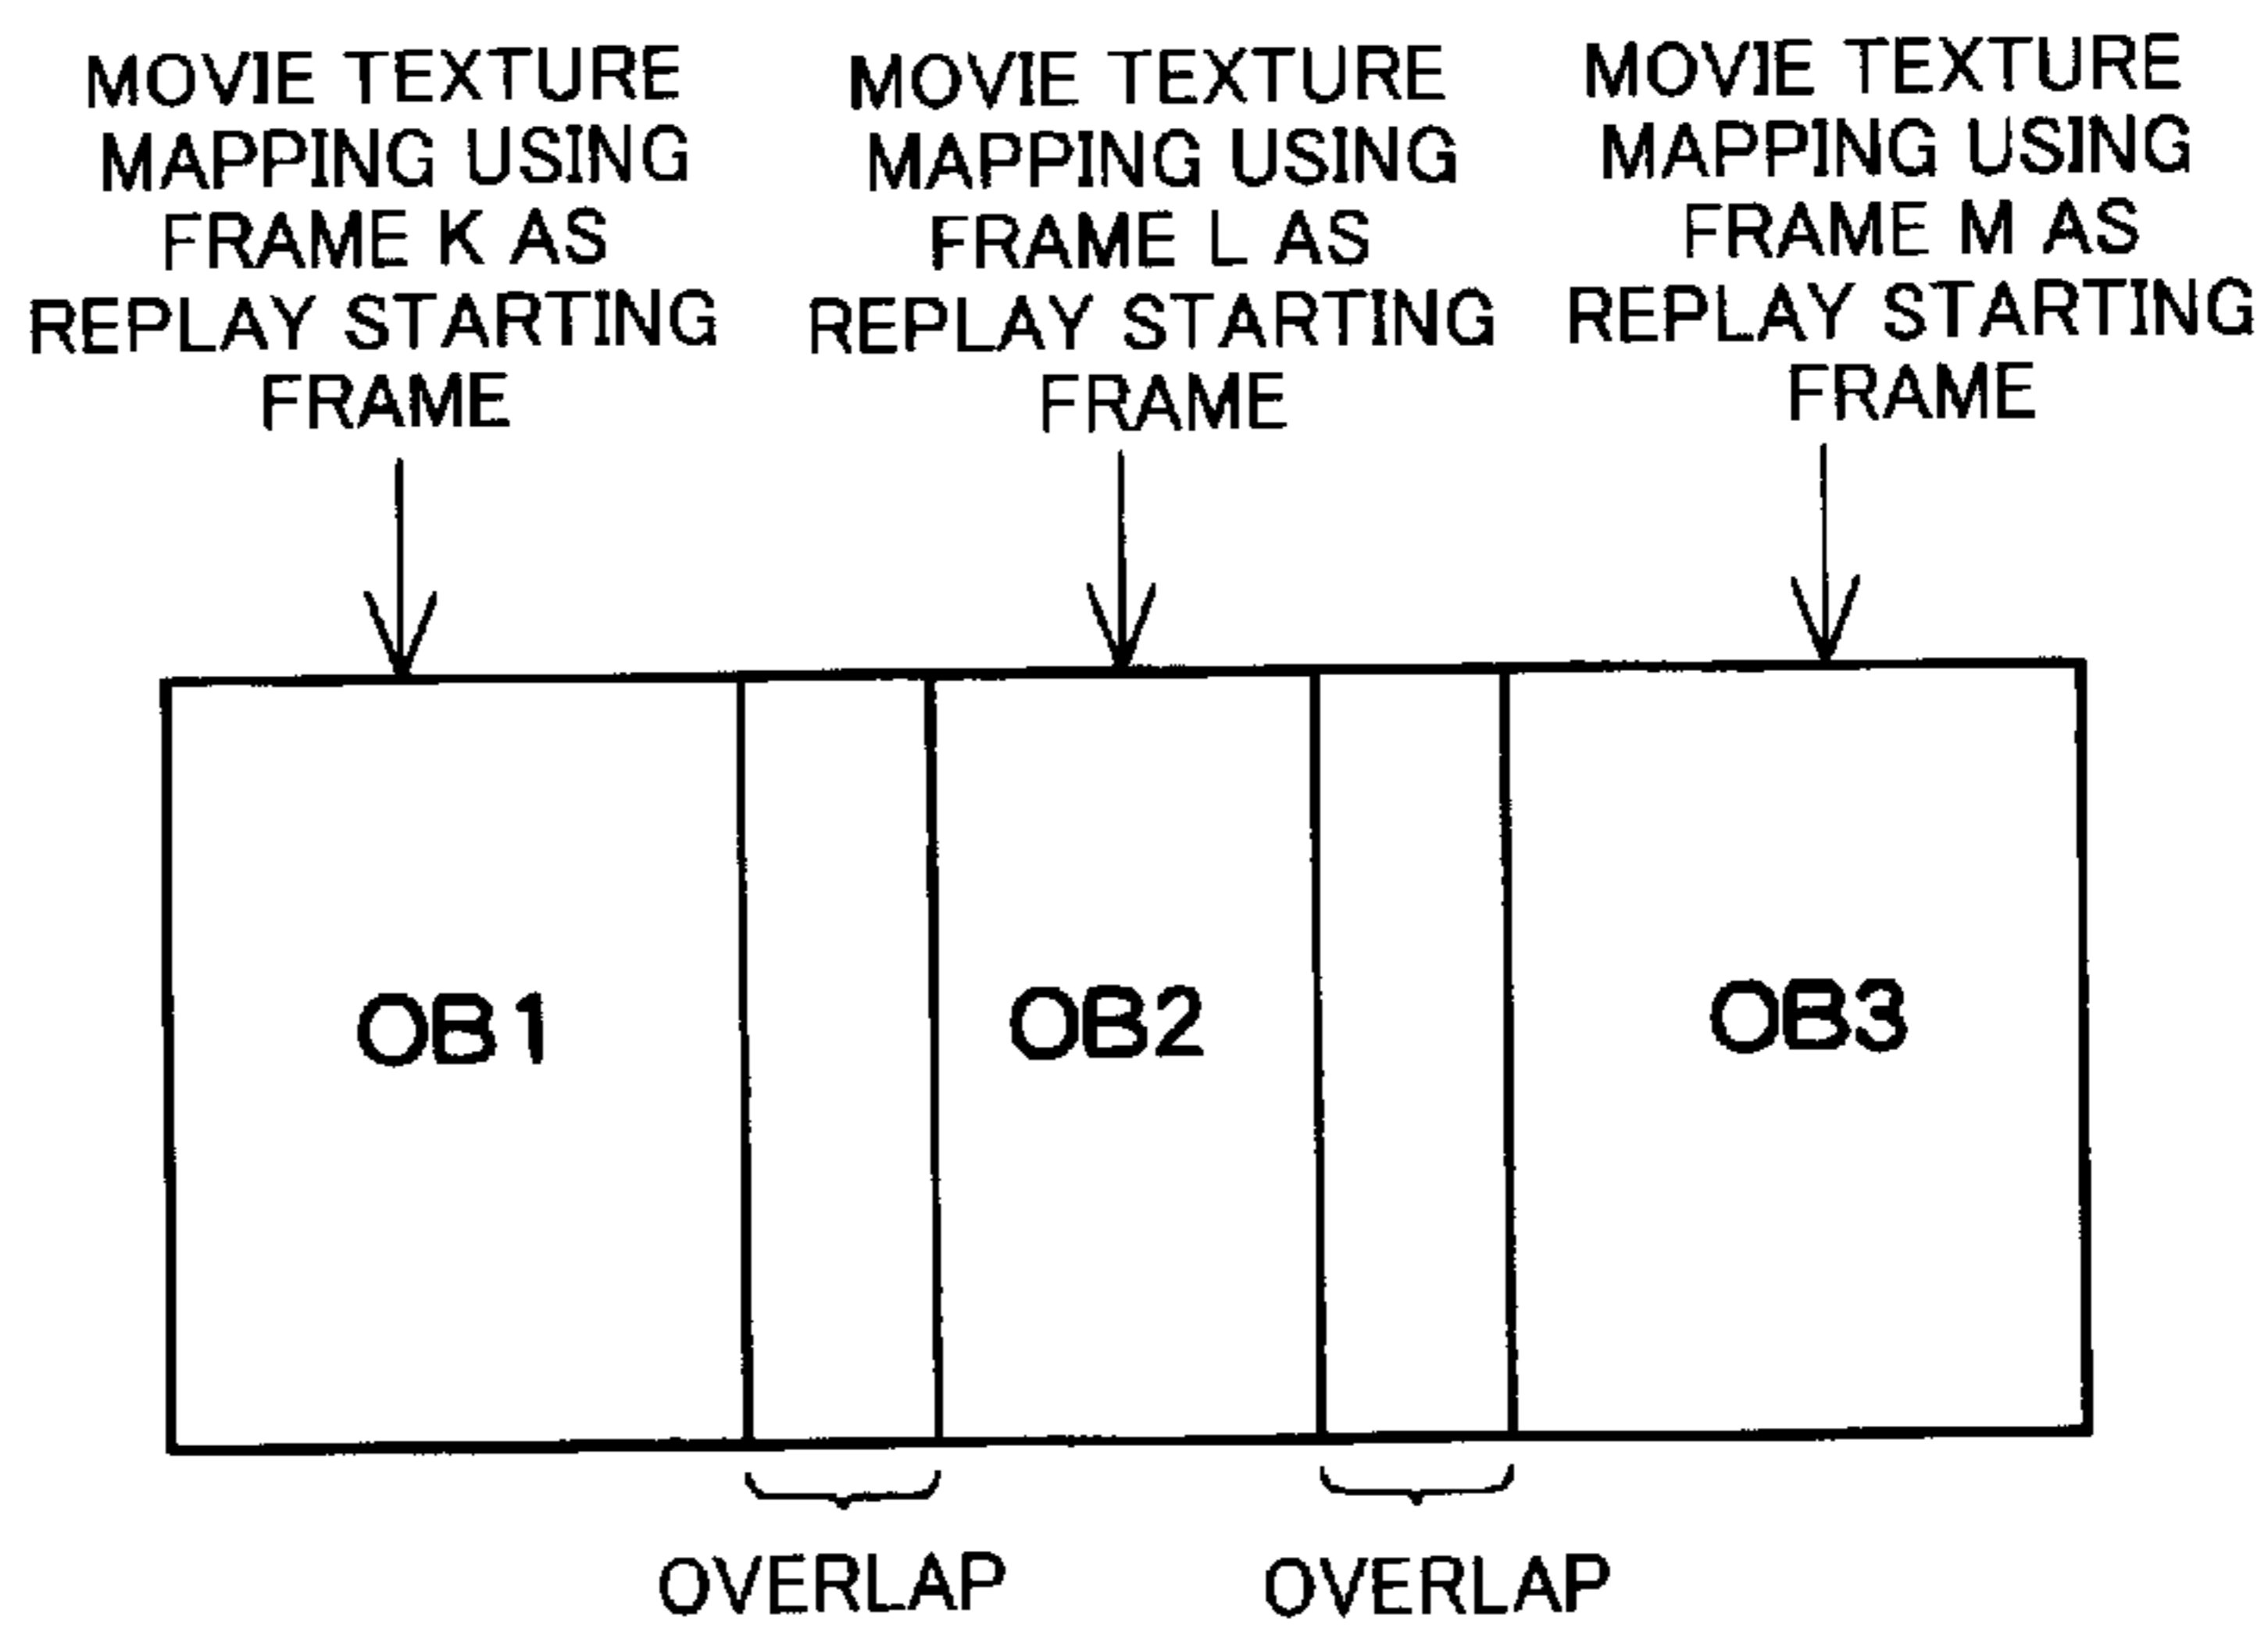 MOVIE TEXTURE
MAPPING USING
FRAME K AS
REPLAY STARTING
FRAME
MOVIE TEXTURE
MAPPING USING
FRAME L AS
REPLAY STARTING
FRAME
MOVIE TEXTURE
MAPPING USING
FRAME M AS
REPLAY STARTING
FRAME
OB1
OB2
OB3
OVERLAP
OVERLAP